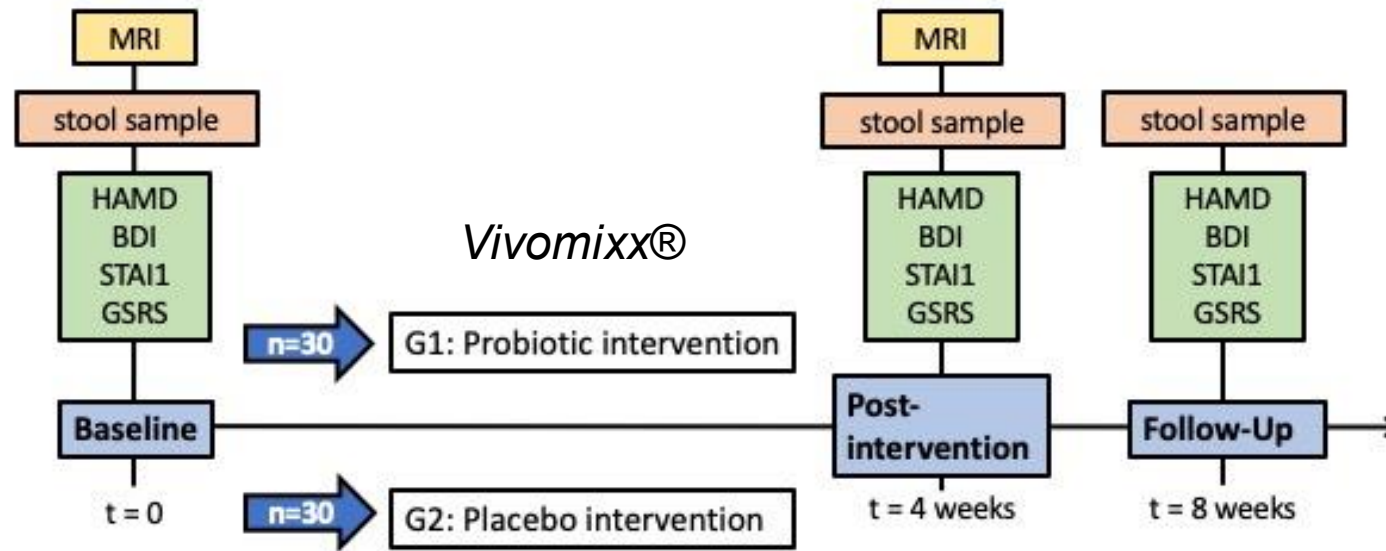 MRI
stool sample
HAMD
BDI
STAI1
GSRS
Baseline
t = 0
Vivomixx®
n=30
G1: Probiotic intervention
n=30
G2: Placebo intervention
MRI
stool sample
HAMD
BDI
STAI1
GSRS
Post-
intervention
t = 4 weeks
stool sample
HAMD
BDI
STAI1
GSRS
Follow-Up
t = 8 weeks